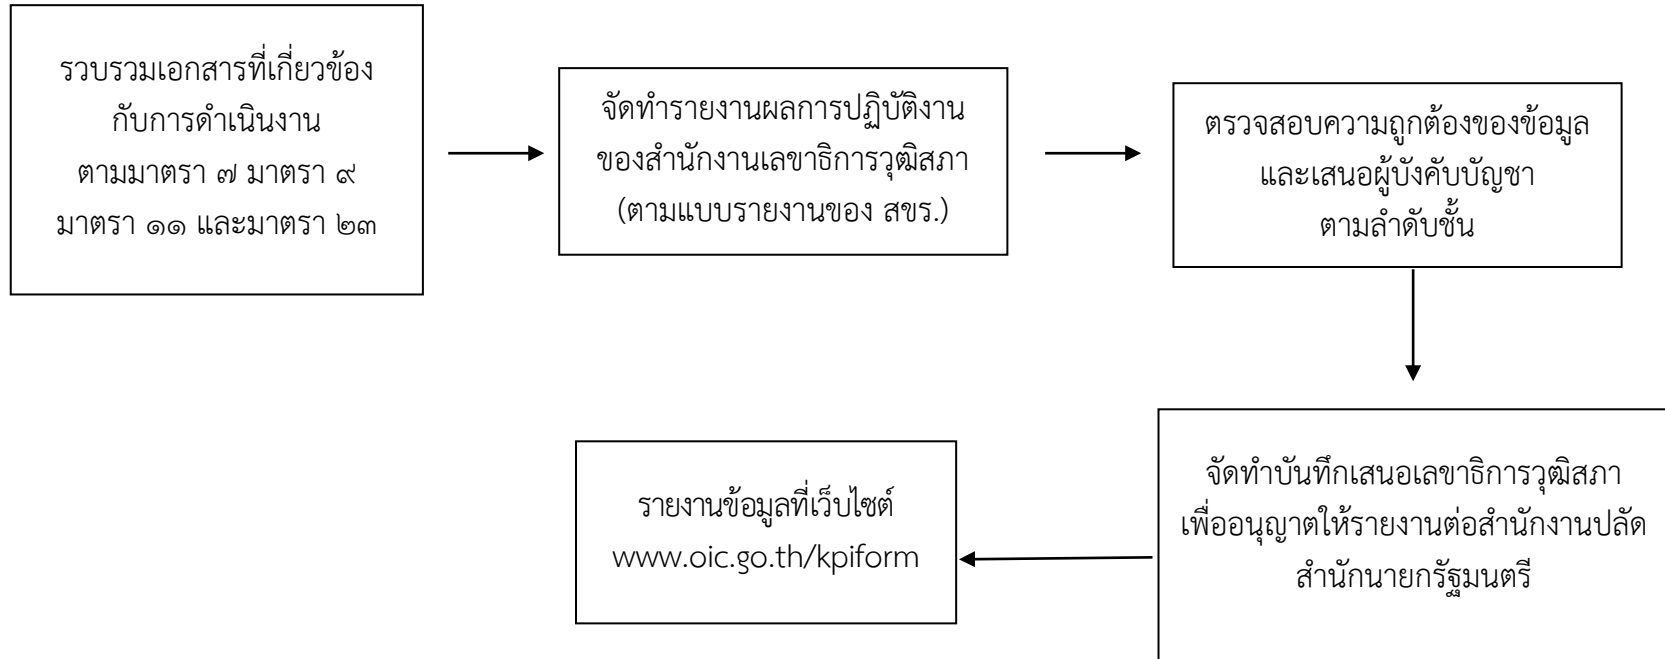 รวบรวมเอกสารที่เกี่ยวข้อง
กับการดำเนินงาน
ตามมาตรา ๗ มาตรา ๙
มาตรา ๑๑ และมาตรา ๒๓
จัดทำรายงานผลการปฏิบัติงาน
ของสำนักงานเลขาธิการวุฒิสภา
(ตามแบบรายงานของ สขร.)
ตรวจสอบความถูกต้องของข้อมูล
และเสนอผู้บังคับบัญชา
ตามลำดับชั้น
จัดทำบันทึกเสนอเลขาธิการวุฒิสภา
เพื่ออนุญาตให้รายงานต่อสำนักงานปลัด
สำนักนายกรัฐมนตรี
รายงานข้อมูลที่เว็บไซต์
www.oic.go.th/kpiform